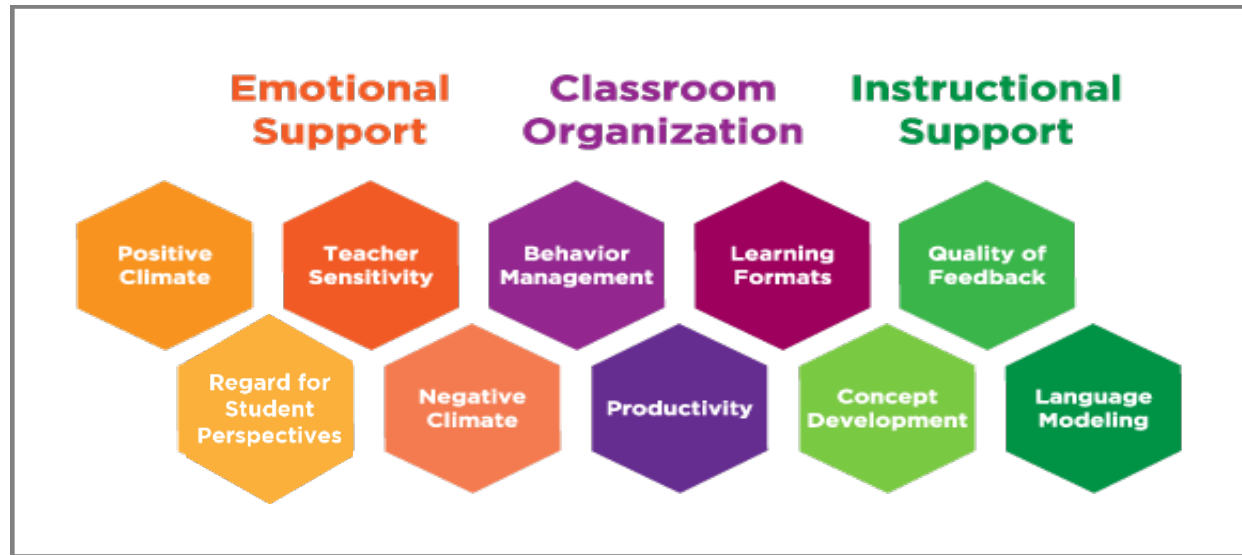 Emotional
Support
Classroom
Organization
Instructional
Support
Positive
Climate
Teacher
Sensitivity
Behavior
Management
Learning
Formats
Quality of
Feedback
Regard for
Student
Perspectives
Negative
Climate
Productivity
Concept
Development
Language
Modeling